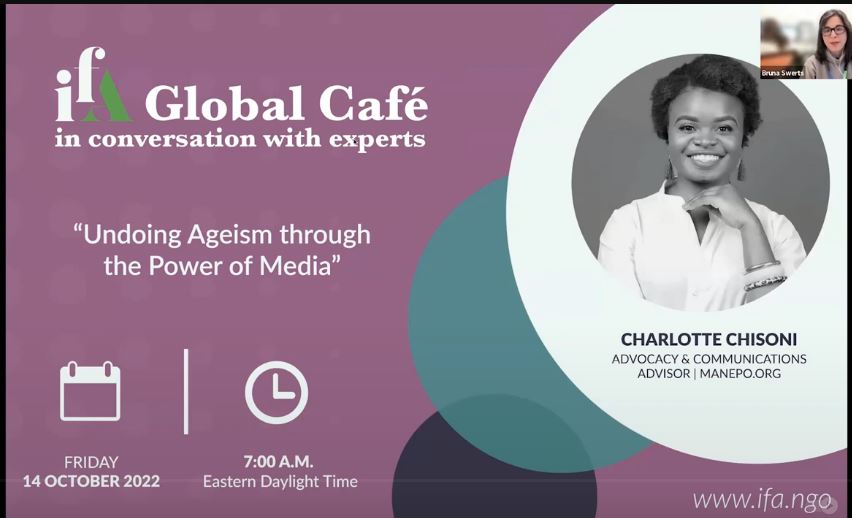 ifA Global Café
in conversation with experts
“Undoing Ageism through
the Power of Media”
FRIDAY
14 OCTOBER 2022
7:00 A.M.
Eastern Daylight Time
Bruna Swerts
CHARLOTTE CHISONI
ADVOCACY & COMMUNICATIONS
ADVISOR | MANEPO.ORG
www.ifa.ngo